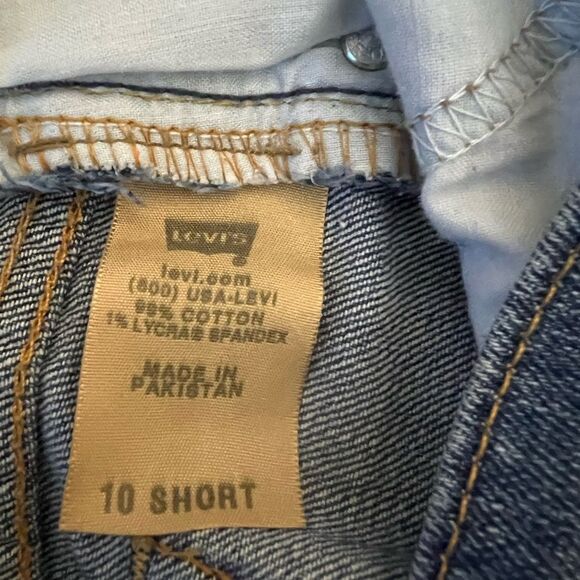 LEVI'S
levi.com
(800) USA-LEVI
99% COTTON
1% LYCRA® SPANDEX
MADE IN
PAKISTAN
10 SHORT